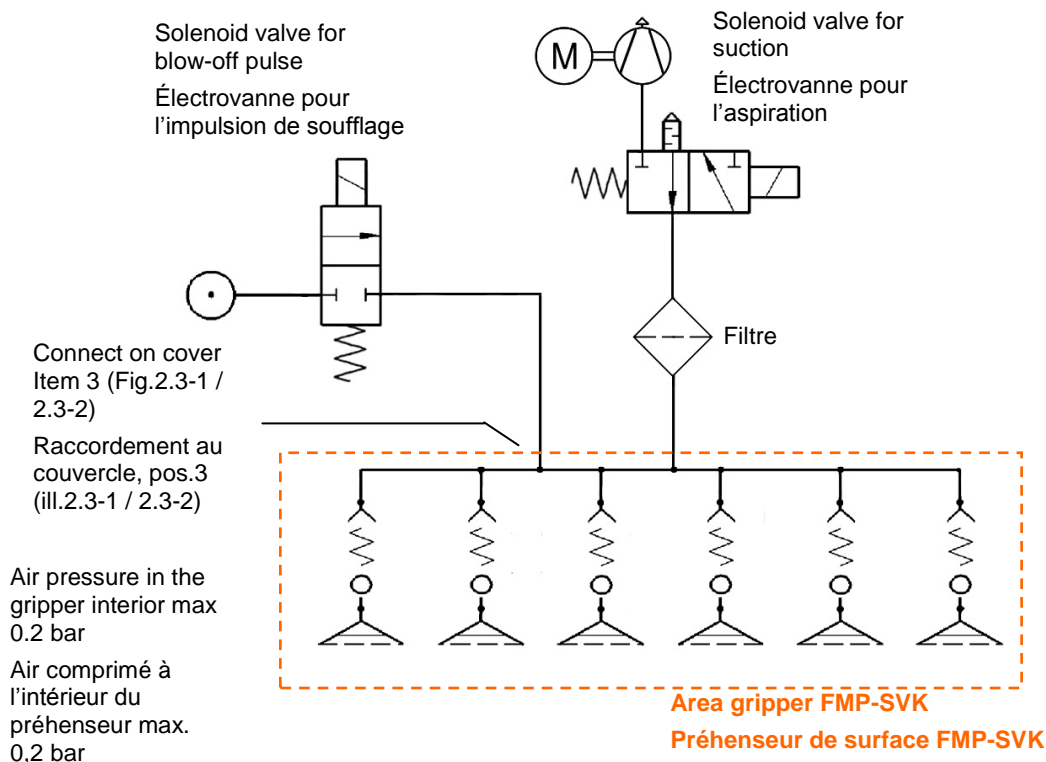 Solenoid valve for
blow-off pulse
Électrovanne pour
l’impulsion de soufflage
M
Solenoid valve for
suction
Électrovanne pour
l’aspiration
Filtre
Connect on cover
Item 3 (Fig.2.3-1 /
2.3-2)
Raccordement au
couvercle, pos.3
(ill.2.3-1 / 2.3-2)
Air pressure in the
gripper interior max
0.2 bar
Air comprimé à
l’intérieur du
préhenseur max.
0,2 bar
Area gripper FMP-SVK
Préhenseur de surface FMP-SVK